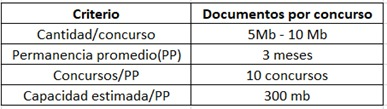 Criterio Documentos por concurso
Cantidad/concurso 5Mb - 10 Mb
Permanencia promedio(PP) 3 meses
Concursos/PP 10 concursos
Capacidad estimada/PP 300 mb